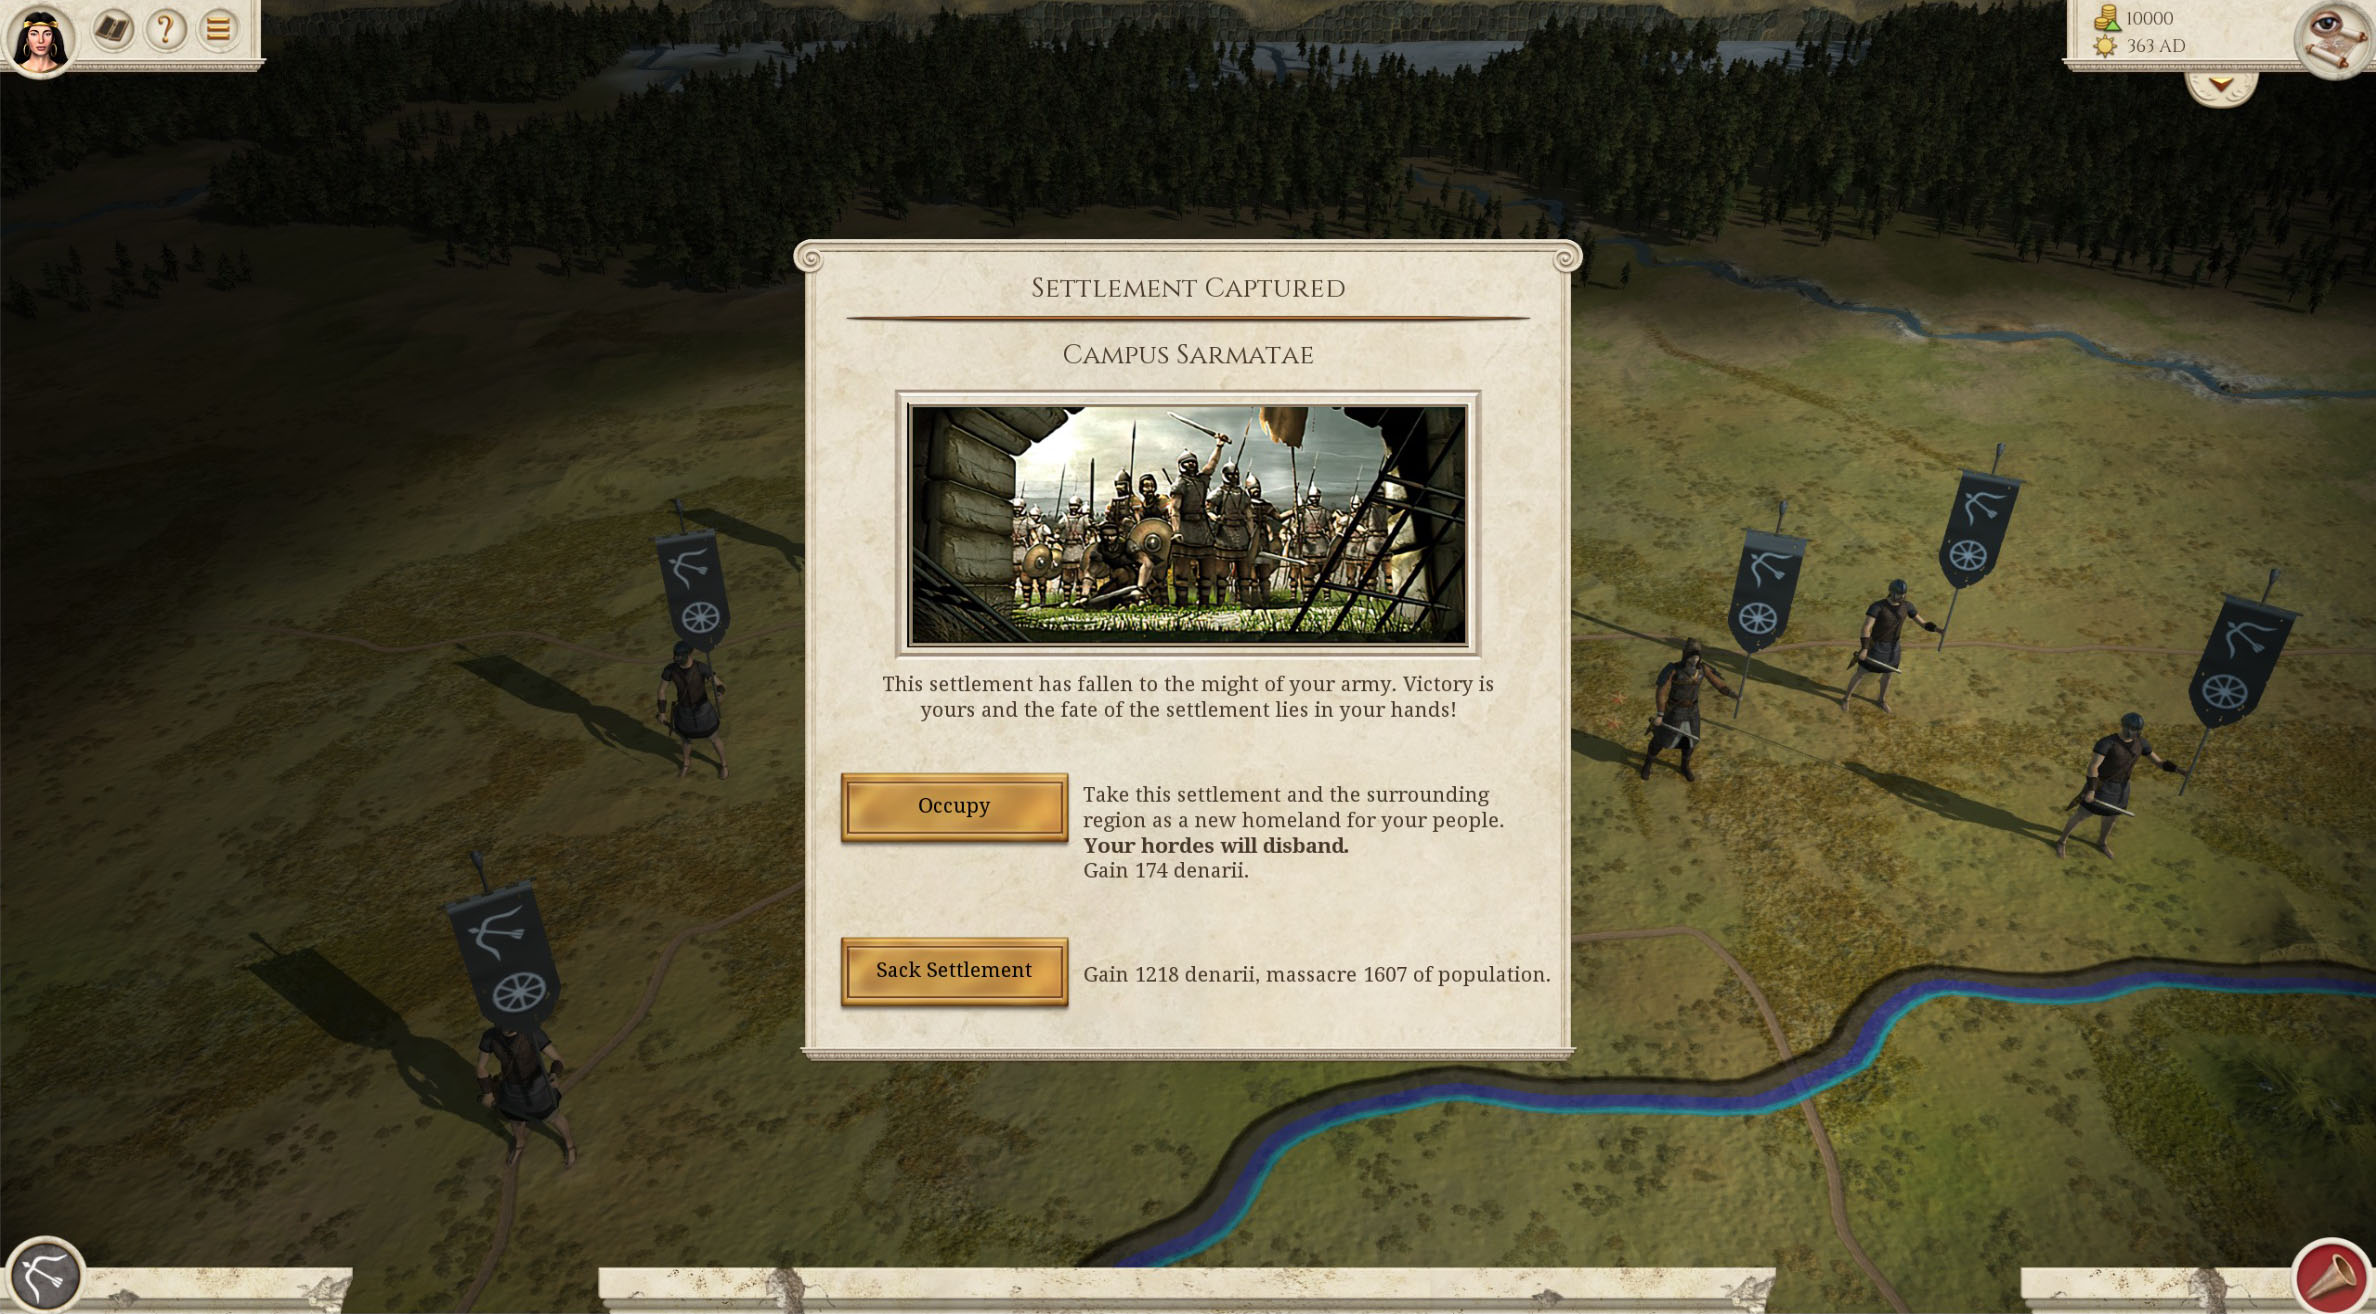 10000
363 AD
Settlement Captured
Campus Sarmatae
This settlement has fallen to the might of your army. Victory is
yours and the fate of the settlement lies in your hands!
Occupy
Take this settlement and the surrounding
region as a new homeland for your people.
Your hordes will disband.
Gain 174 denarii.
Sack Settlement
Gain 1218 denarii, massacre 1607 of population.